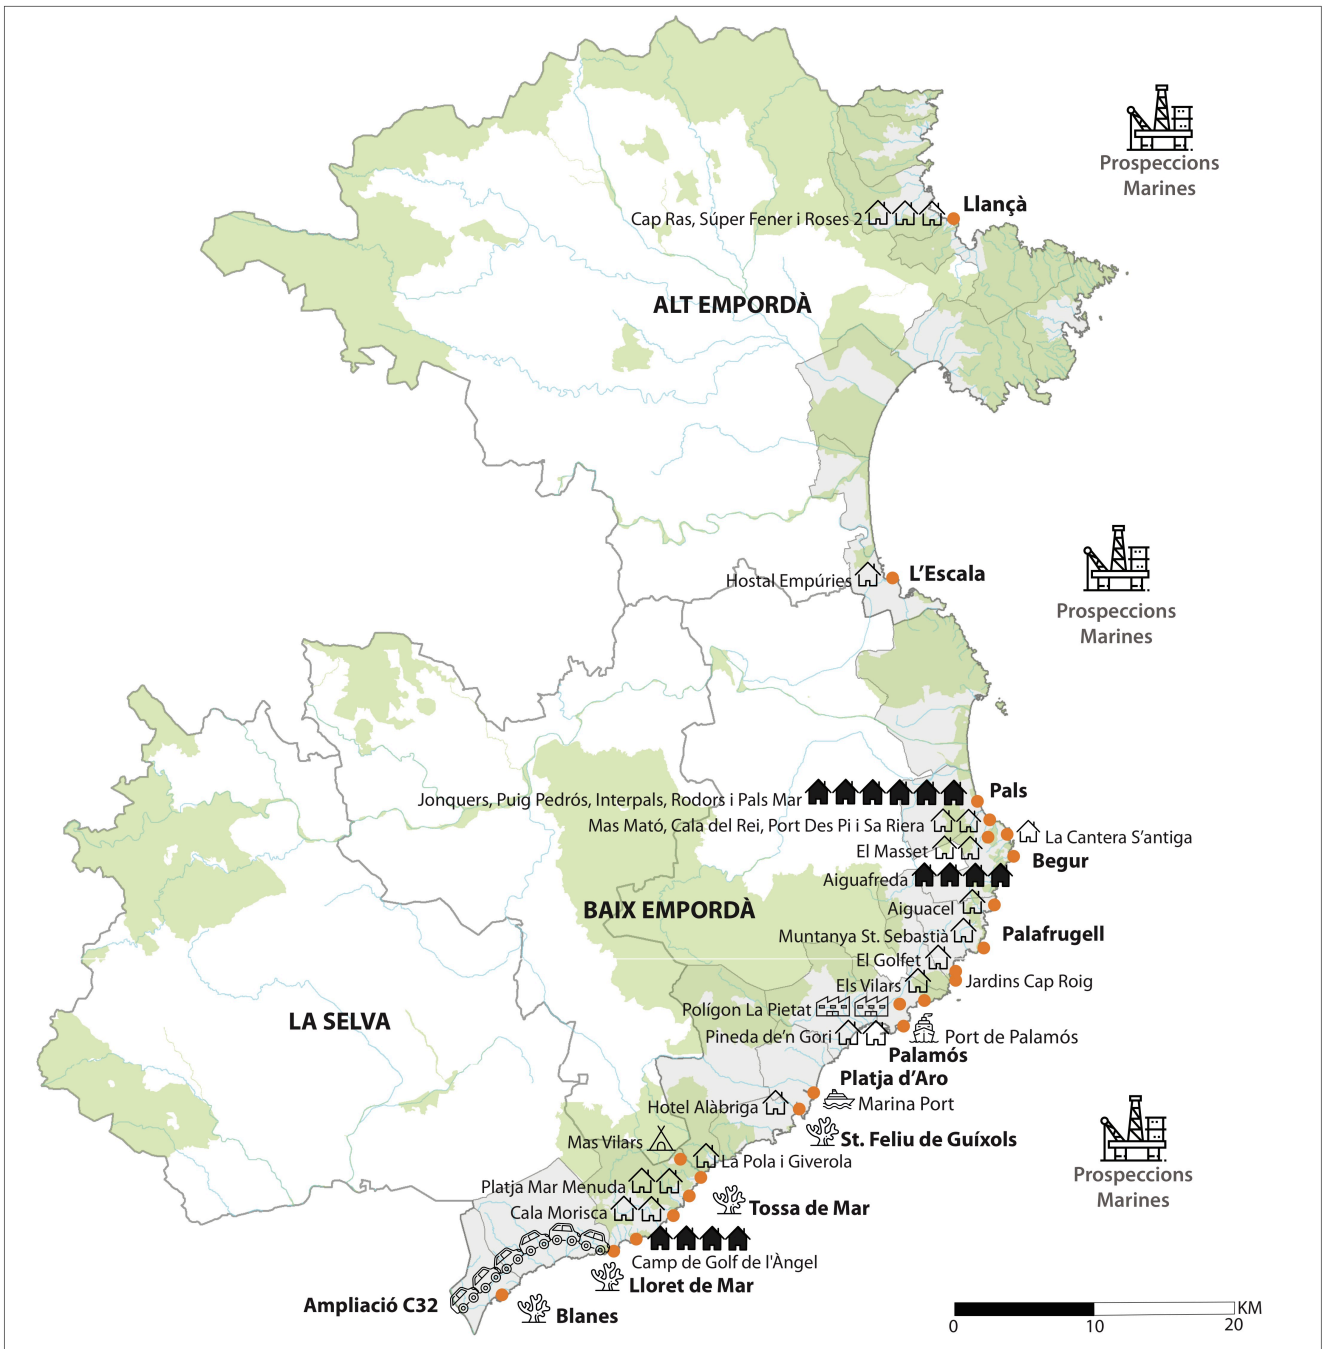 Prospeccions
Marines
Llançà
Cap Ras, Súper Fener i Roses 2
ALT EMPORDÀ
Hostal Empúries
L'Escala
Prospeccions
Marines
Pals
Jonquers, Puig Pedrós, Interpals, Rodors i Pals Mar
Mas Mató, Cala del Rei, Port Des Pi i Sa Riera
La Cantera S'antiga
El Masset
Begur
Aiguafreda
BAIX EMPORDÀ
Aiguacel
Muntanya St. Sebastià
Palafrugell
El Golfet
Els Vilars
Jardins Cap Roig
LA SELVA
Polígon La Pietat
Pineda de'n Gori
Port de Palamós
Palamós
Platja d'Aro
Hotel Alàbriga
Marina Port
Mas Vilars
St. Feliu de Guíxols
La Pola i Giverola
Prospeccions
Marines
Platja Mar Menuda
Cala Morisca
Tossa de Mar
Camp de Golf de l'Àngel
Lloret de Mar
Ampliació C32
Blanes
KM
0 10 20